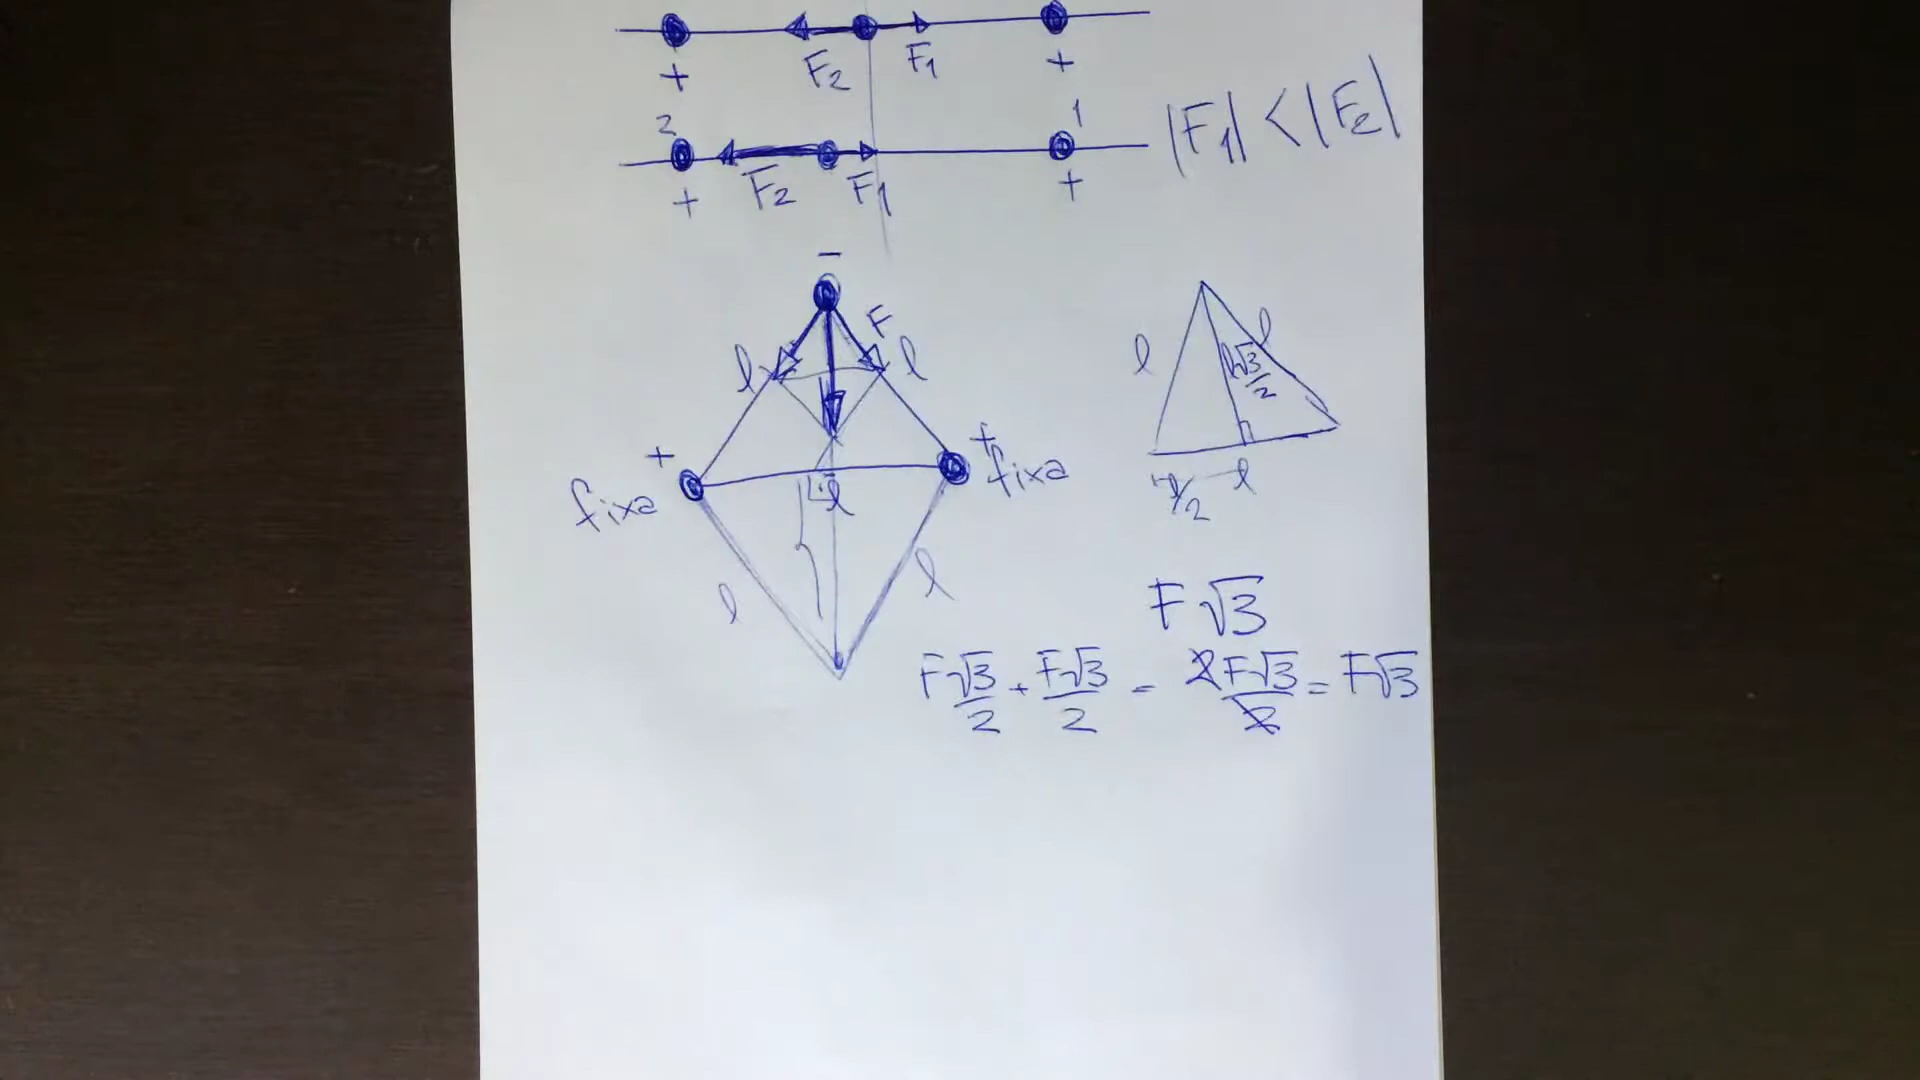 F2 F1
+ +
2 1
|F1| < |F2|
F2 F1
+ +
-
F
l l
l l
l√3/2
+ +
fixa fixa
l
l/2 l
l l
F√3
F√3/2 + F√3/2 = 2F√3/2 = F√3